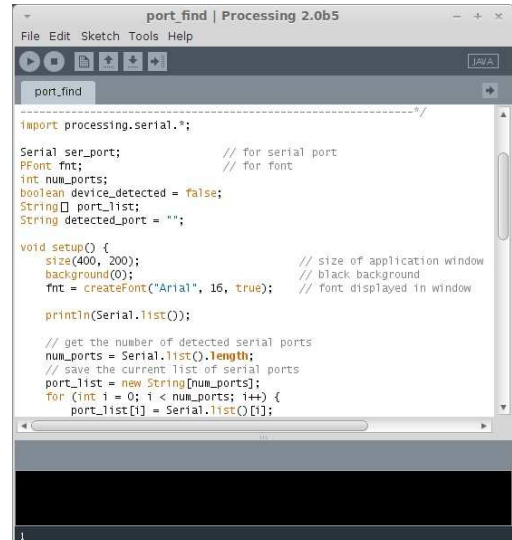 port_find | Processing 2.0b5
File Edit Sketch Tools Help
JAVA
port_find
------------------------------------------------------------------*/
import processing.serial.*;
Serial ser_port; // for serial port
PFont fnt; // for font
int num_ports;
boolean device_detected = false;
String[] port_list;
String detected_port = "";
void setup() {
size(400, 200); // size of application window
background(0); // black background
fnt = createFont("Arial", 16, true); // font displayed in window
println(Serial.list());
// get the number of detected serial ports
num_ports = Serial.list().length;
// save the current list of serial ports
port_list = new String[num_ports];
for (int i = 0; i < num_ports; i++) {
port_list[i] = Serial.list()[i];
1